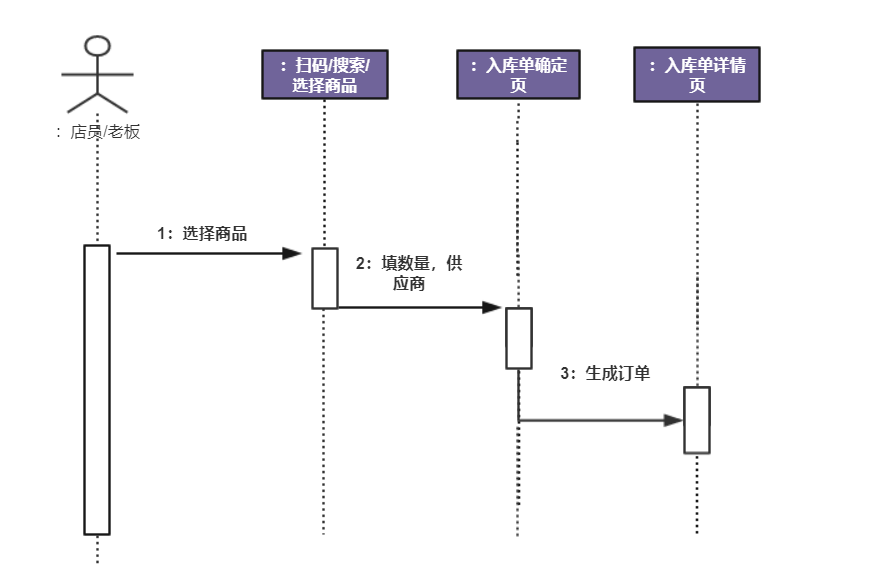 ：扫码/搜索/
选择商品
：入库单确定
页
：入库单详情
页
：店员/老板
1：选择商品
2：填数量，供
应商
3：生成订单